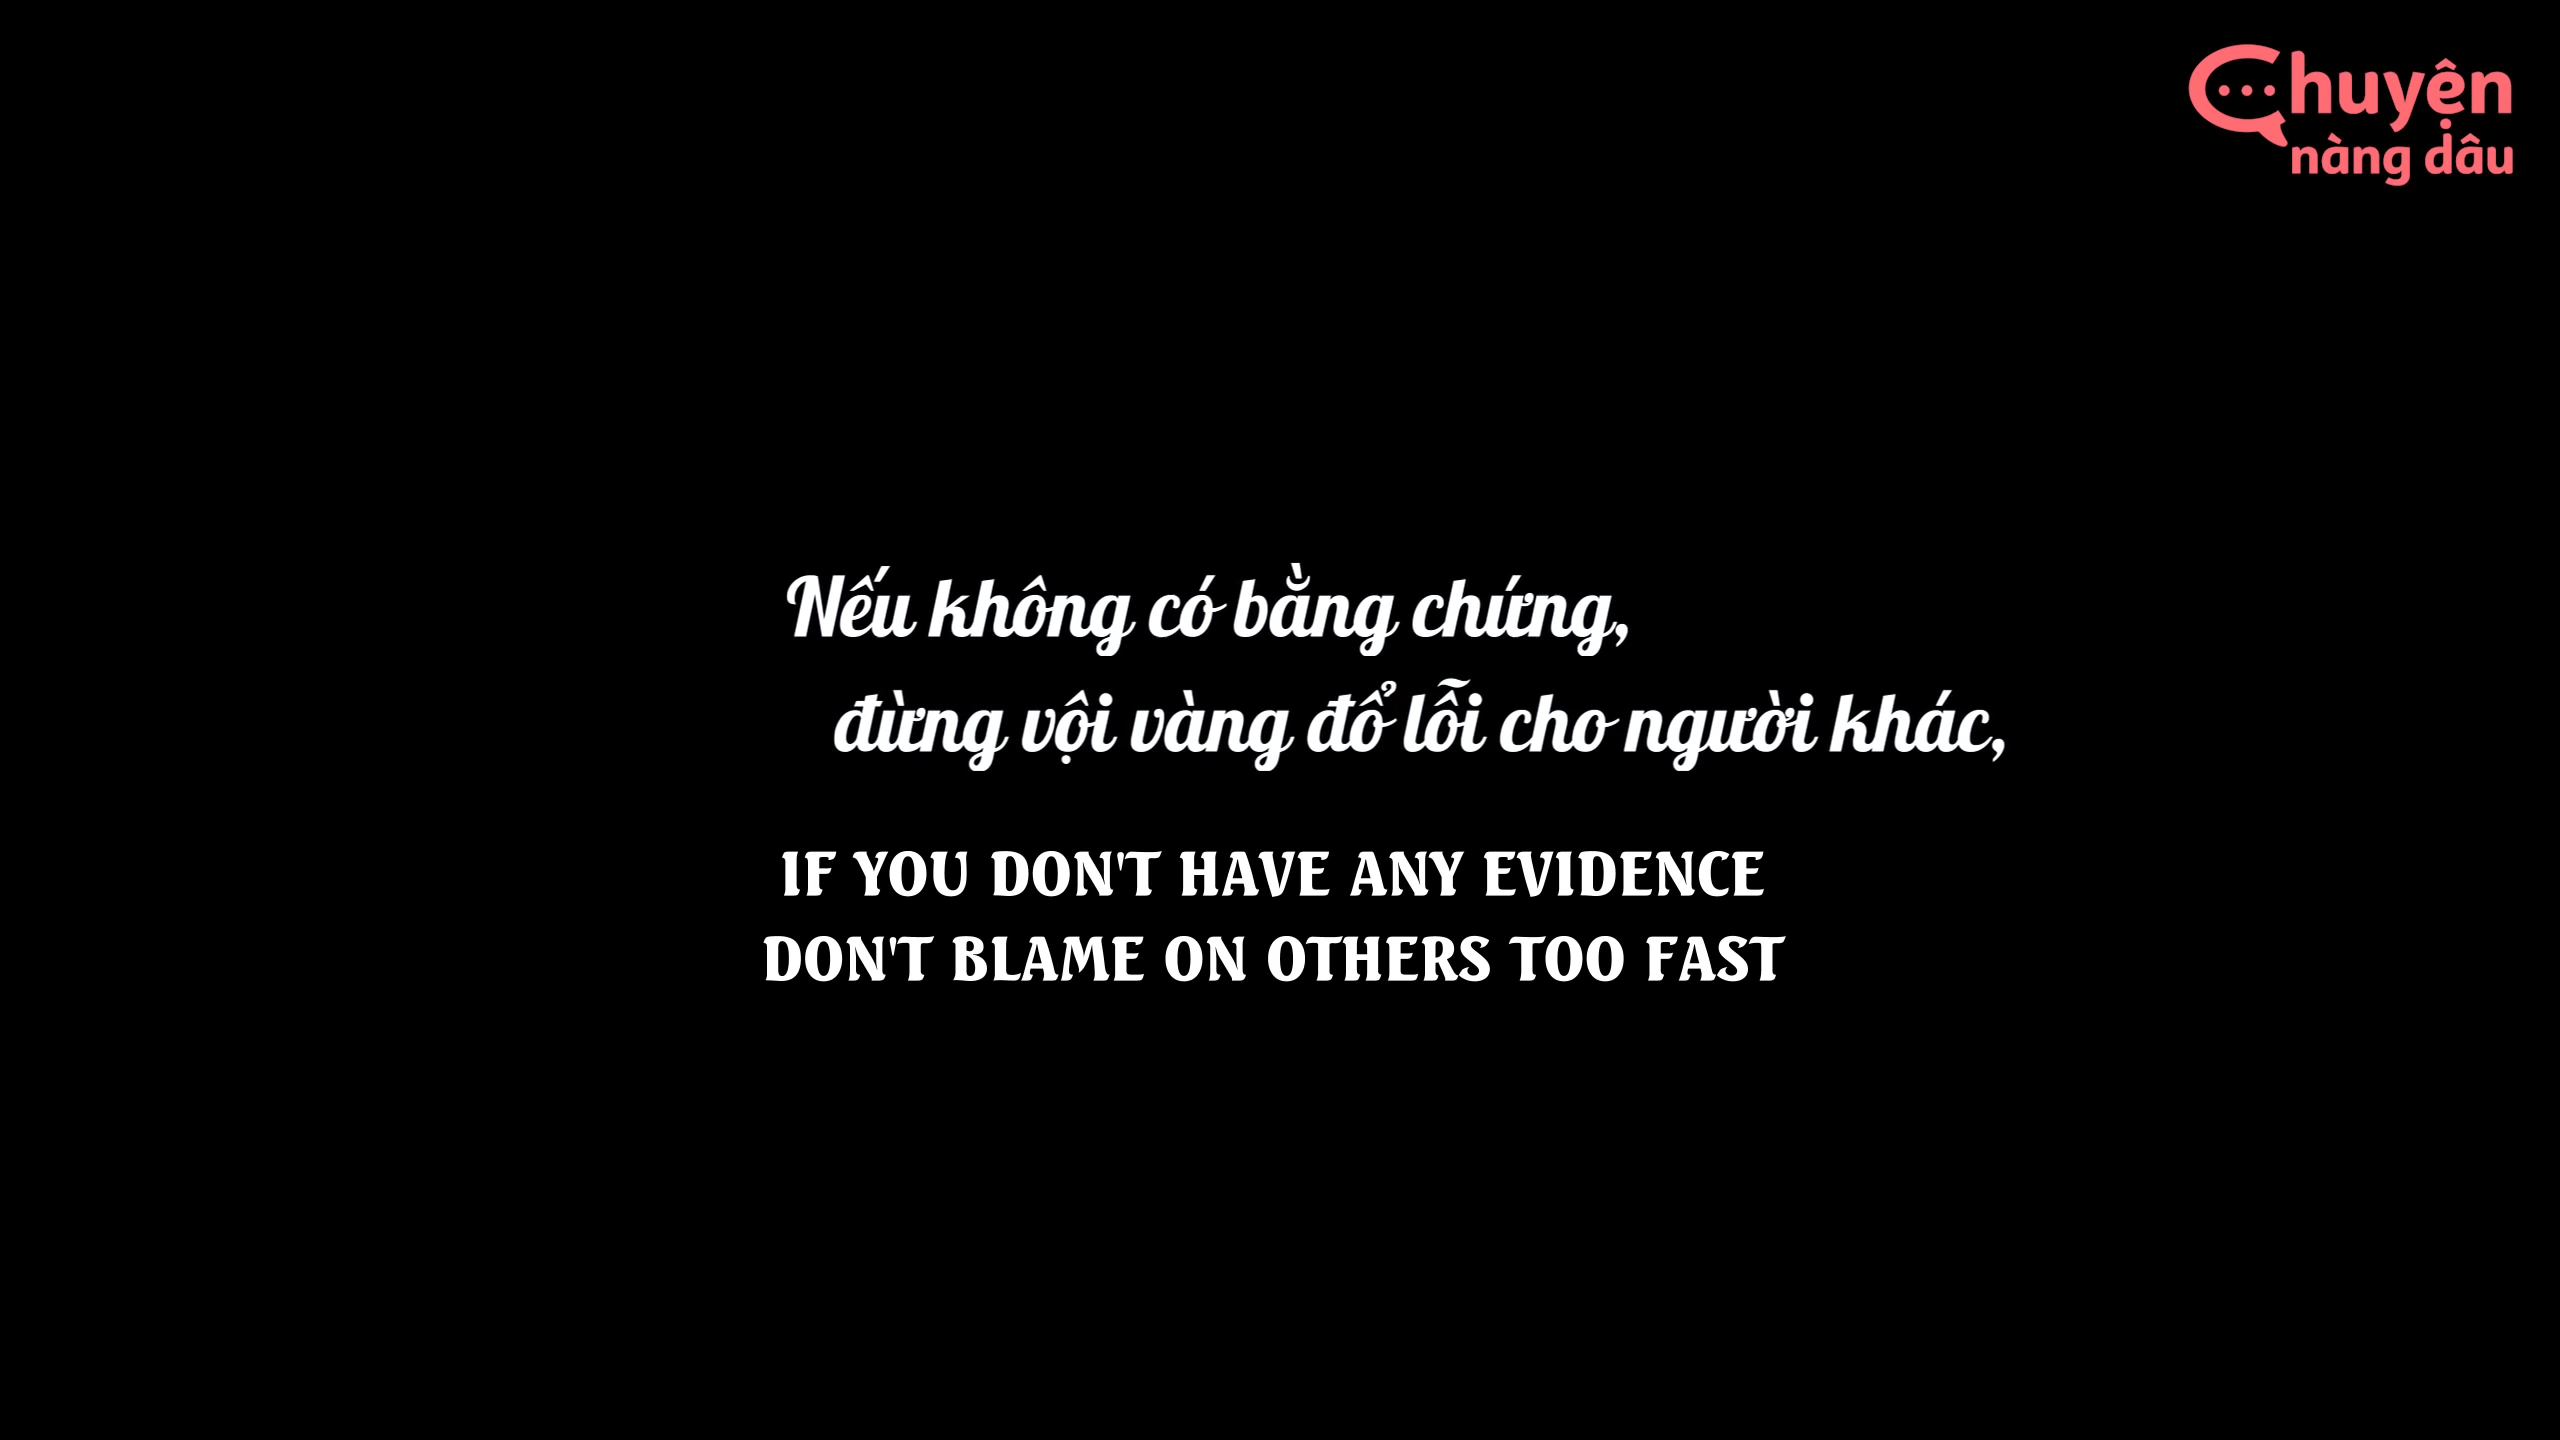 Chuyện
nàng dâu
Nếu không có bằng chứng,
đừng vội vàng đổ lỗi cho người khác,
IF YOU DON'T HAVE ANY EVIDENCE
DON'T BLAME ON OTHERS TOO FAST